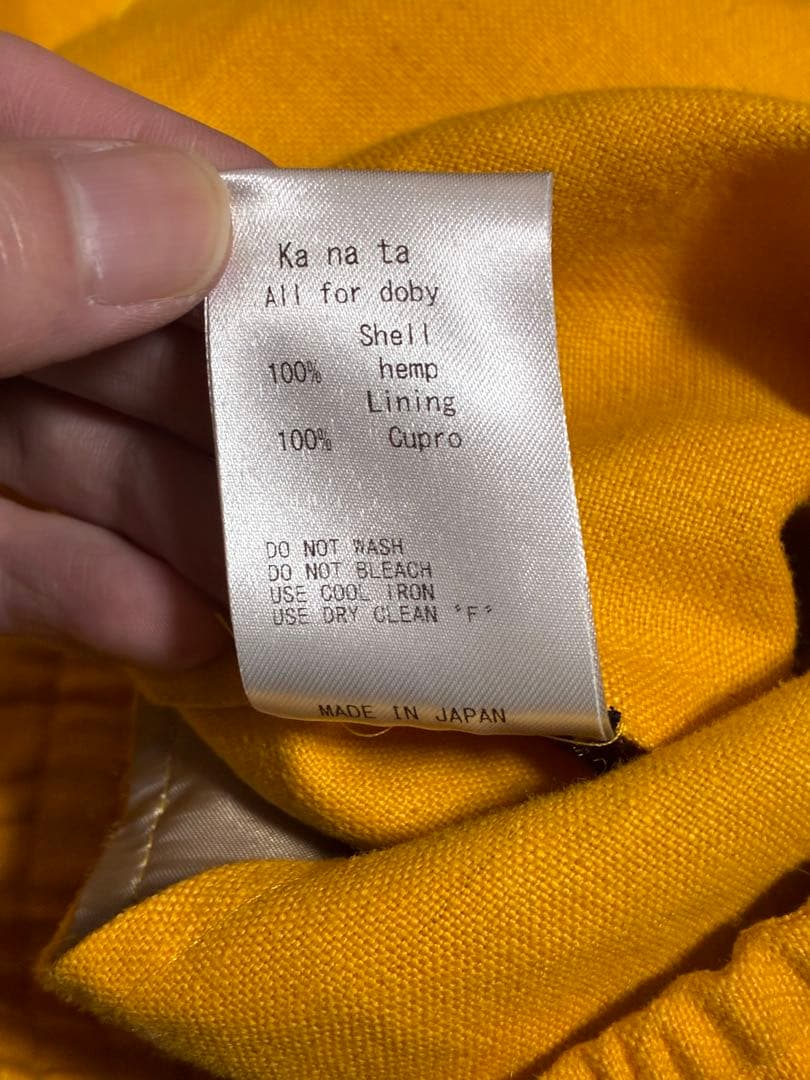 Ka na ta
All for doby
Shell
100% hemp
Lining
100% Cupro
DO NOT WASH
DO NOT BLEACH
USE COOL IRON
USE DRY CLEAN "F"
MADE IN JAPAN